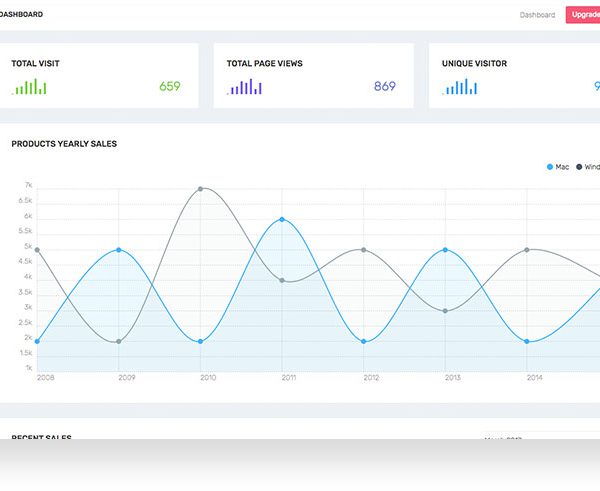 DASHBOARD
Dashboard
Upgrade
TOTAL VISIT
659
TOTAL PAGE VIEWS
869
UNIQUE VISITOR
9
PRODUCTS YEARLY SALES
Mac
Wind
7k
6.5k
6k
5.5k
5k
4.5k
4k
3.5k
3k
2.5k
2k
1.5k
1k
2008
2009
2010
2011
2012
2013
2014
RECENT SALES
March 2017